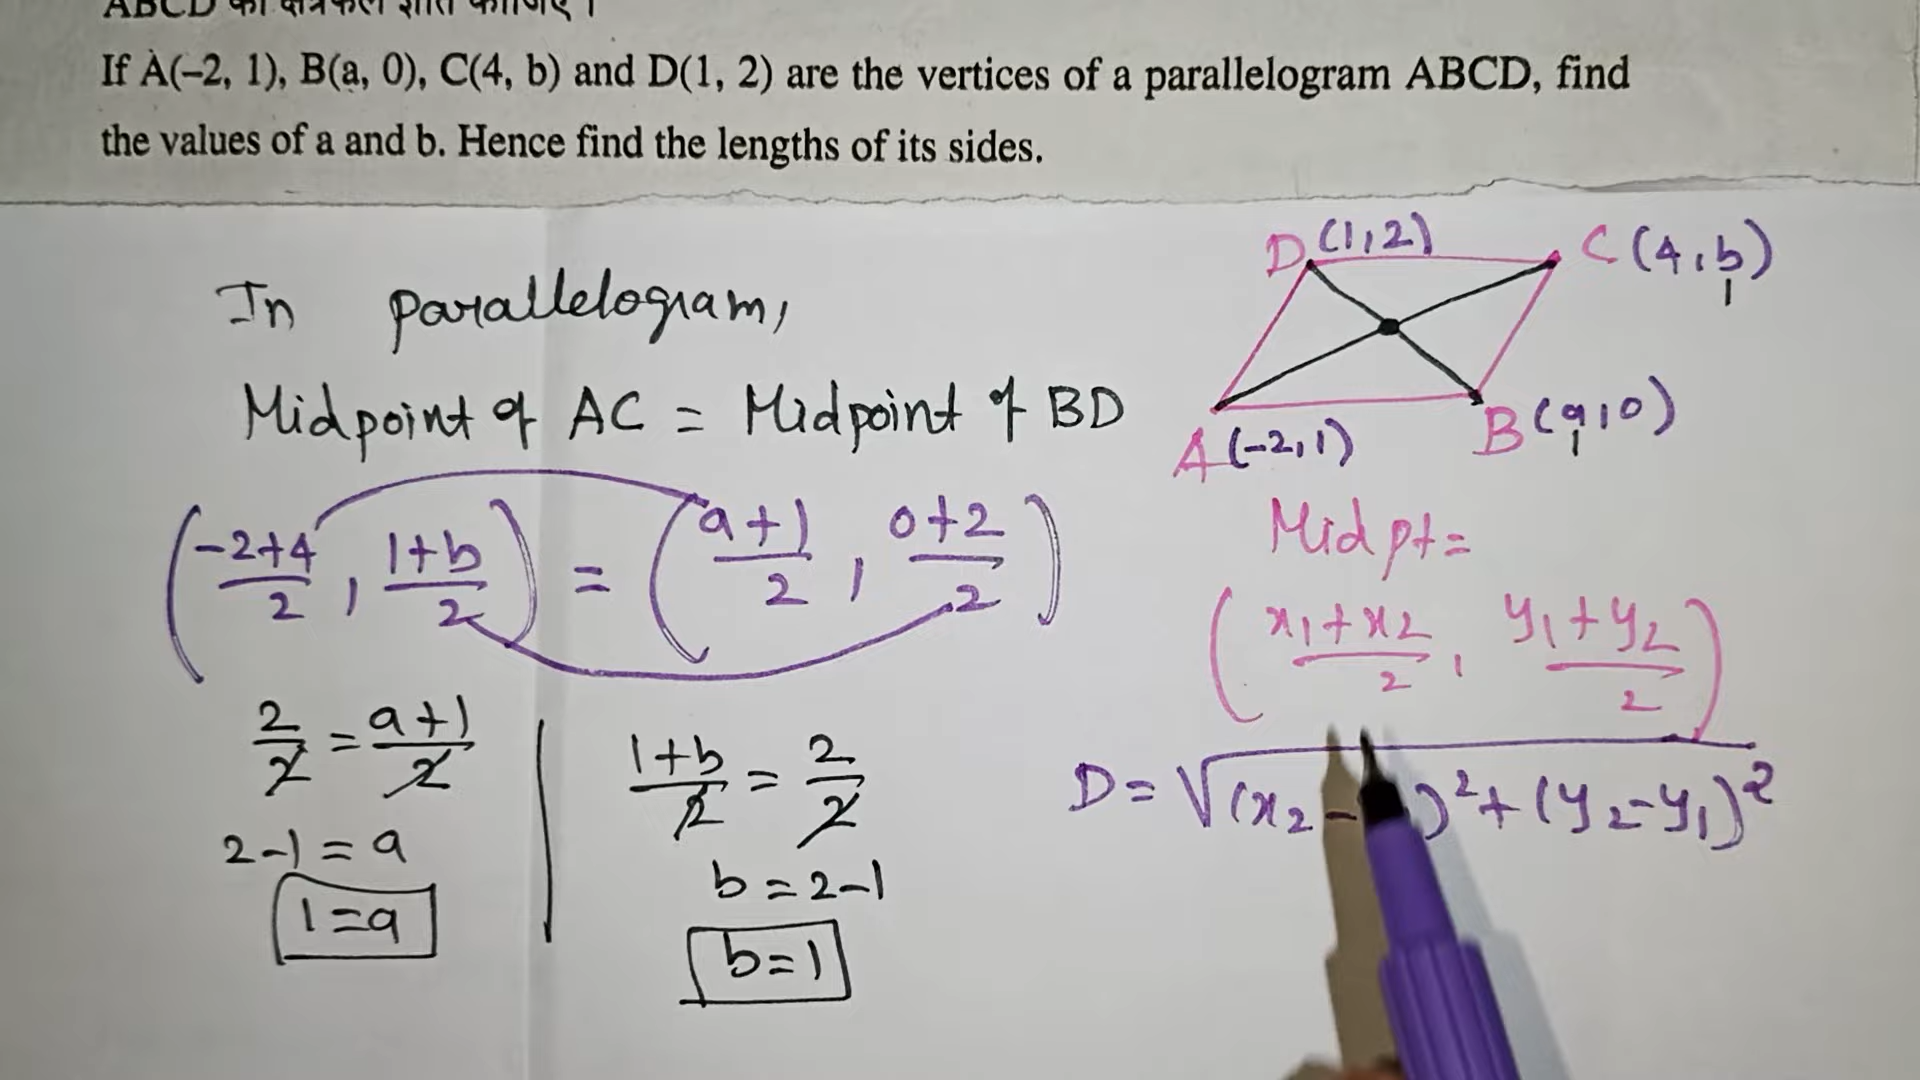 ABCD का क्षेत्रफल ज्ञात कीजिए ।
If A(–2, 1), B(a, 0), C(4, b) and D(1, 2) are the vertices of a parallelogram ABCD, find
the values of a and b. Hence find the lengths of its sides.
In parallelogram,
Midpoint of AC = Midpoint of BD
(-2+4/2, 1+b/2) = (a+1/2, 0+2/2)
2/2 = a+1/2
2-1 = a
1=a
1+b/2 = 2/2
b=2-1
b=1
D(1,2)
C(4,b)
1
A(-2,1)
B(a,0)
1
Midpt=
(x₁+x₂/2, y₁+y₂/2)
D=√(x₂- )²+(y₂-y₁)²